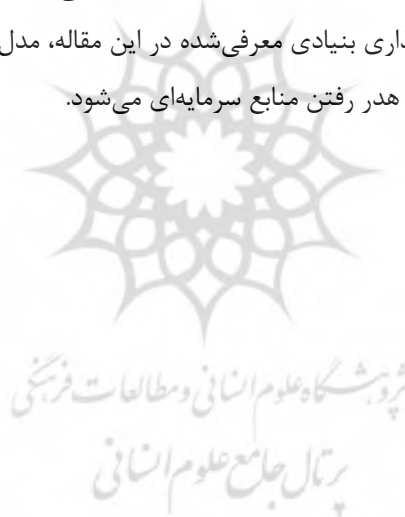 داری بنیادی معرفی‌شده در این مقاله، مدل
هدر رفتن منابع سرمایه‌ای می‌شود.
پژوهشگاه علوم انسانی و مطالعات فرهنگی
پرتال جامع علوم انسانی